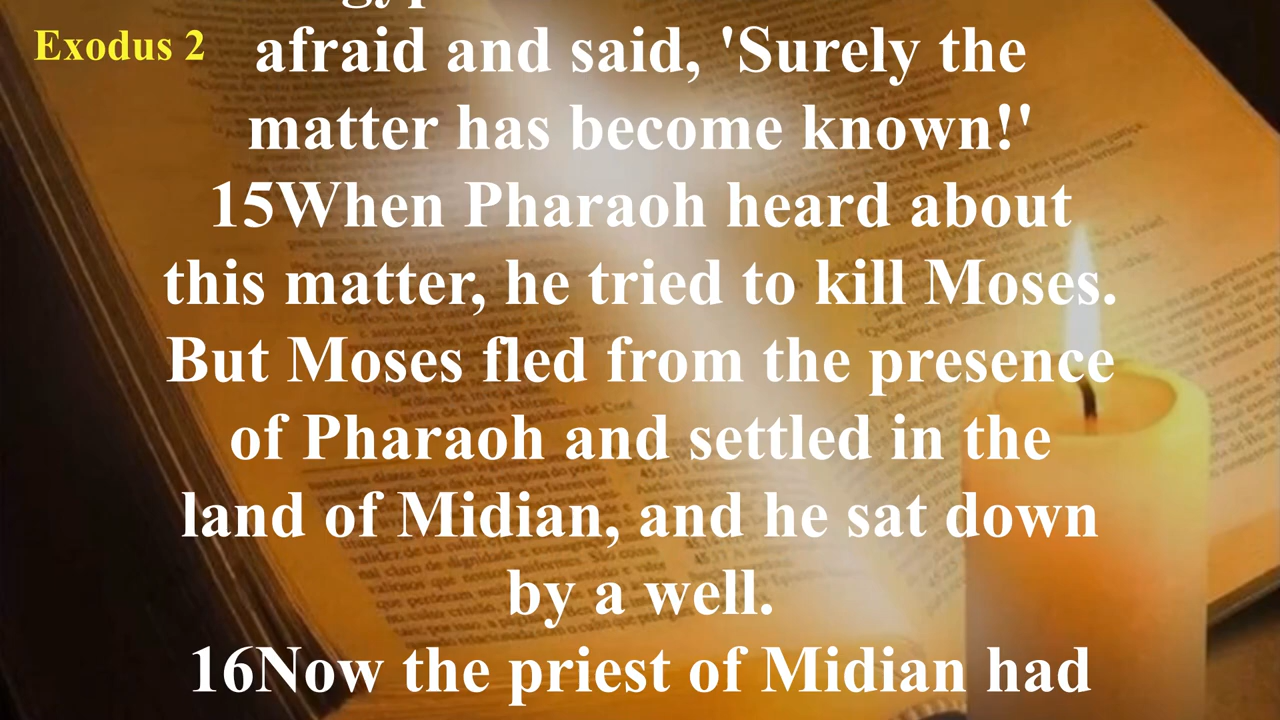 Exodus 2
afraid and said, 'Surely the
matter has become known!'
15When Pharaoh heard about
this matter, he tried to kill Moses.
But Moses fled from the presence
of Pharaoh and settled in the
land of Midian, and he sat down
by a well.
16Now the priest of Midian had